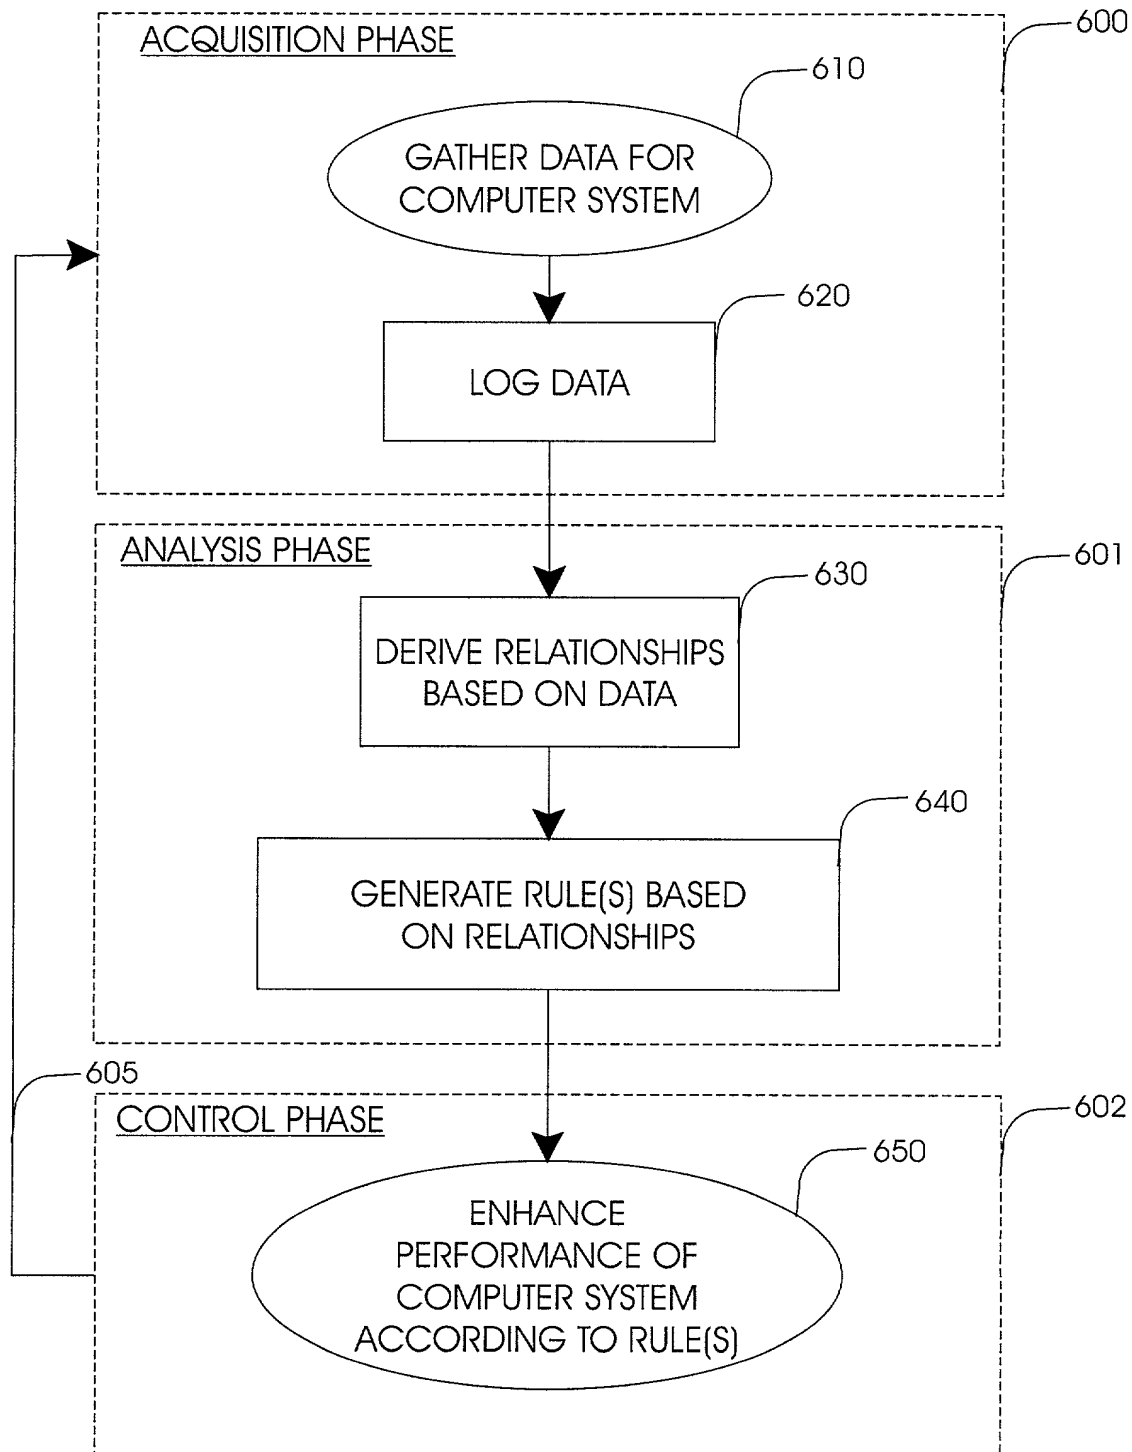 ACQUISITION PHASE
600
610
GATHER DATA FOR
COMPUTER SYSTEM
620
LOG DATA
ANALYSIS PHASE
601
630
DERIVE RELATIONSHIPS
BASED ON DATA
640
GENERATE RULE(S) BASED
ON RELATIONSHIPS
605
CONTROL PHASE
602
650
ENHANCE
PERFORMANCE OF
COMPUTER SYSTEM
ACCORDING TO RULE(S)